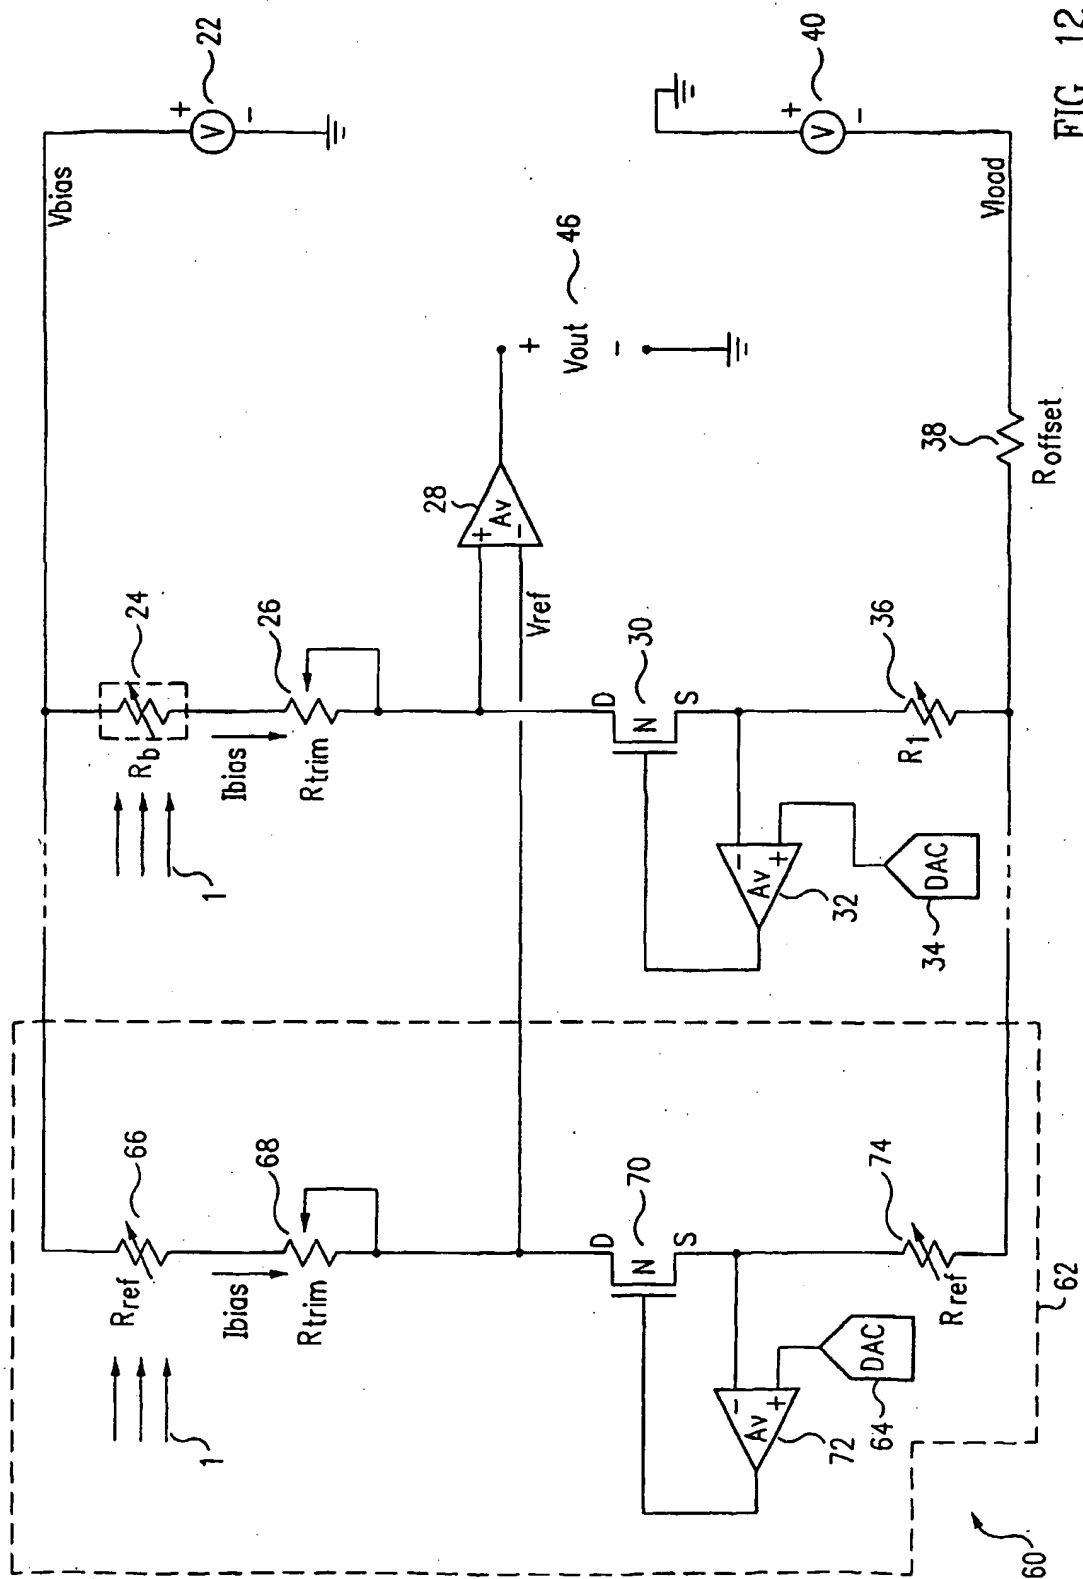 Vbias
+
V
−
22
24
Rb
Ibias
26
Rtrim
1
28
+
Av
−
Vref
+
Vout
−
46
D
N
S
30
−
Av
+
32
DAC
34
R1
36
38
Roffset
Vload
+
V
−
40
66
Rref
Ibias
68
Rtrim
1
D
N
S
70
−
Av
+
72
DAC
64
74
Rref
62
60
FIG. 12